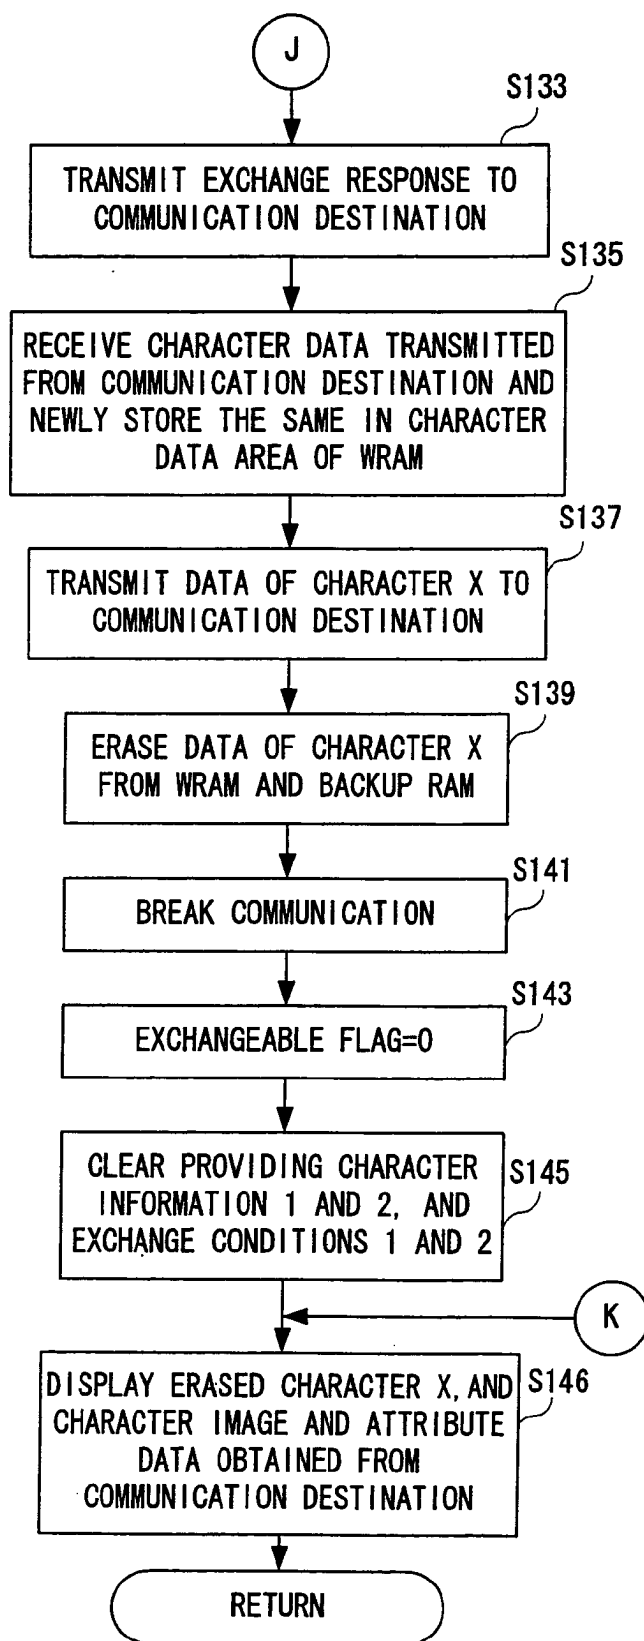 J
S133
TRANSMIT EXCHANGE RESPONSE TO
COMMUNICATION DESTINATION
S135
RECEIVE CHARACTER DATA TRANSMITTED
FROM COMMUNICATION DESTINATION AND
NEWLY STORE THE SAME IN CHARACTER
DATA AREA OF WRAM
S137
TRANSMIT DATA OF CHARACTER X TO
COMMUNICATION DESTINATION
S139
ERASE DATA OF CHARACTER X
FROM WRAM AND BACKUP RAM
S141
BREAK COMMUNICATION
S143
EXCHANGEABLE FLAG=0
S145
CLEAR PROVIDING CHARACTER
INFORMATION 1 AND 2, AND
EXCHANGE CONDITIONS 1 AND 2
K
S146
DISPLAY ERASED CHARACTER X, AND
CHARACTER IMAGE AND ATTRIBUTE
DATA OBTAINED FROM
COMMUNICATION DESTINATION
RETURN